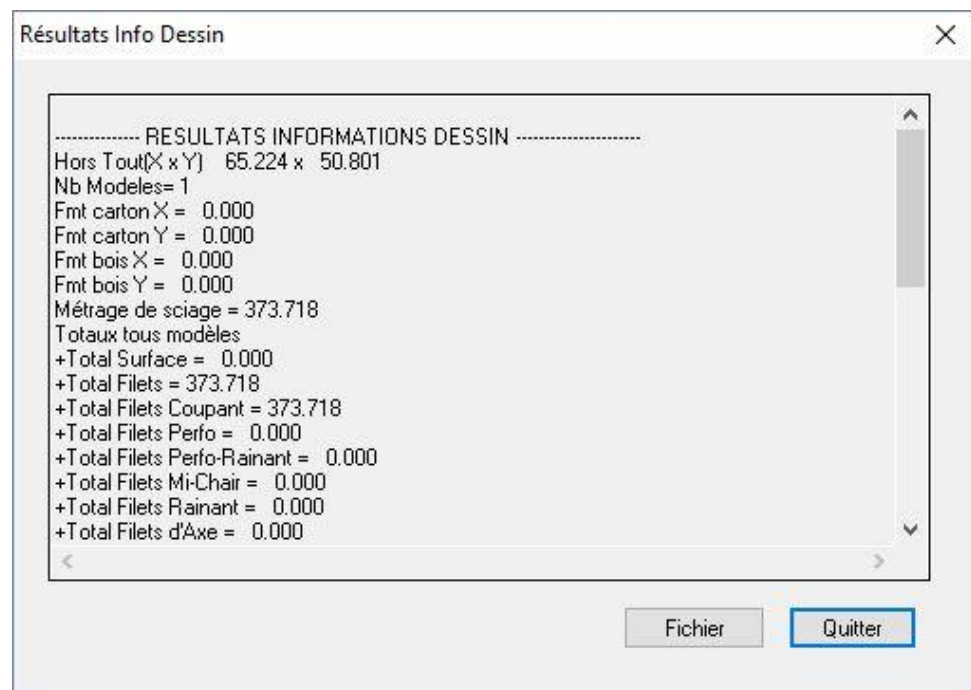 Résultats Info Dessin
-------------- RESULTATS INFORMATIONS DESSIN ---------------------
Hors Tout(X x Y) 65.224 x 50.801
Nb Modeles= 1
Fmt carton X = 0.000
Fmt carton Y = 0.000
Fmt bois X = 0.000
Fmt bois Y = 0.000
Métrage de sciage = 373.718
Totaux tous modèles
+Total Surface = 0.000
+Total Filets = 373.718
+Total Filets Coupant = 373.718
+Total Filets Perfo = 0.000
+Total Filets Perfo-Rainant = 0.000
+Total Filets Mi-Chair = 0.000
+Total Filets Rainant = 0.000
+Total Filets d'Axe = 0.000
Fichier
Quitter